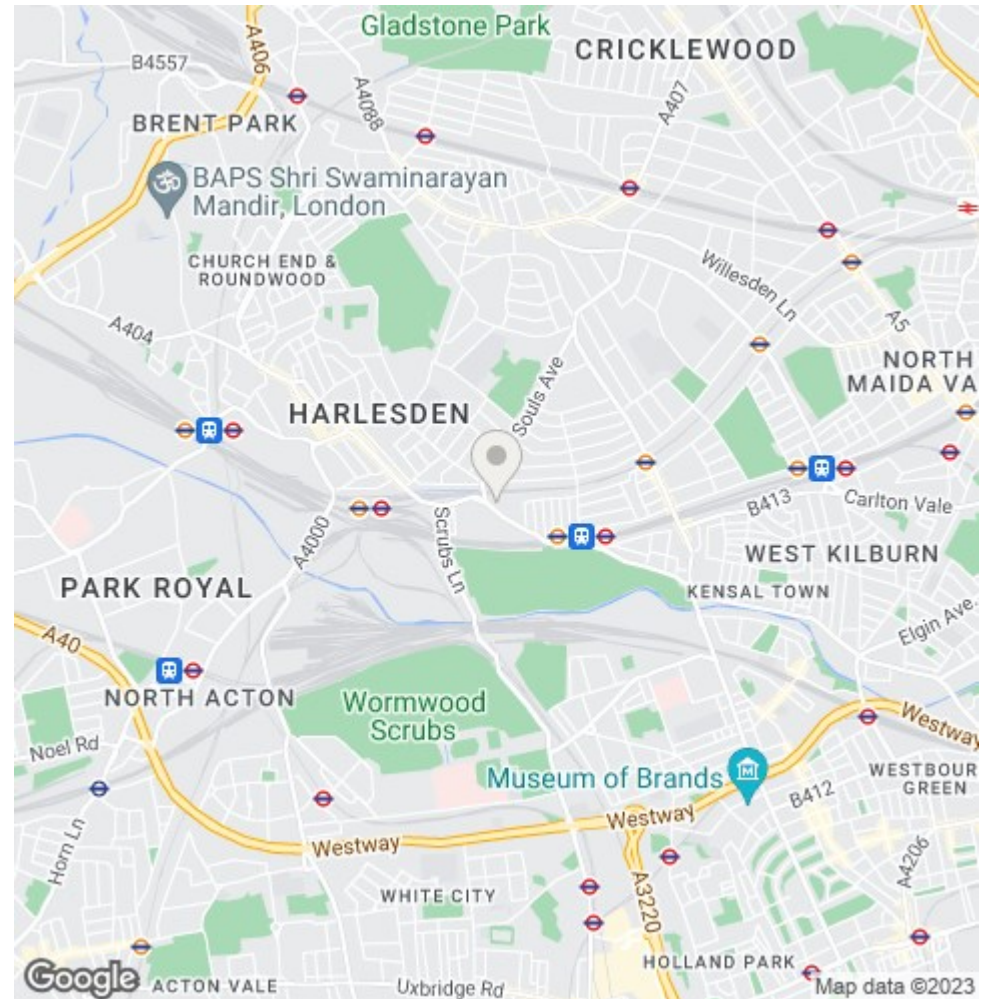 Gladstone Park
CRICKLEWOOD
A406
B4557
A4088
A407
BRENT PARK
BAPS Shri Swaminarayan
Mandir, London
CHURCH END &
ROUNDWOOD
Willesden Ln
A404
A5
NORTH
MAIDA VA
Souls Ave
HARLESDEN
Scrubs Ln
A4000
B413
Carlton Vale
WEST KILBURN
PARK ROYAL
KENSAL TOWN
Elgin Ave.
A40
NORTH ACTON
Wormwood
Scrubs
Westway
Noel Rd
Museum of Brands
WESTBOUR
GREEN
B412
Westway
Westway
Horn Ln
A3220
A4206
WHITE CITY
HOLLAND PARK
Google
ACTON VALE
Uxbridge Rd
Map data ©2023